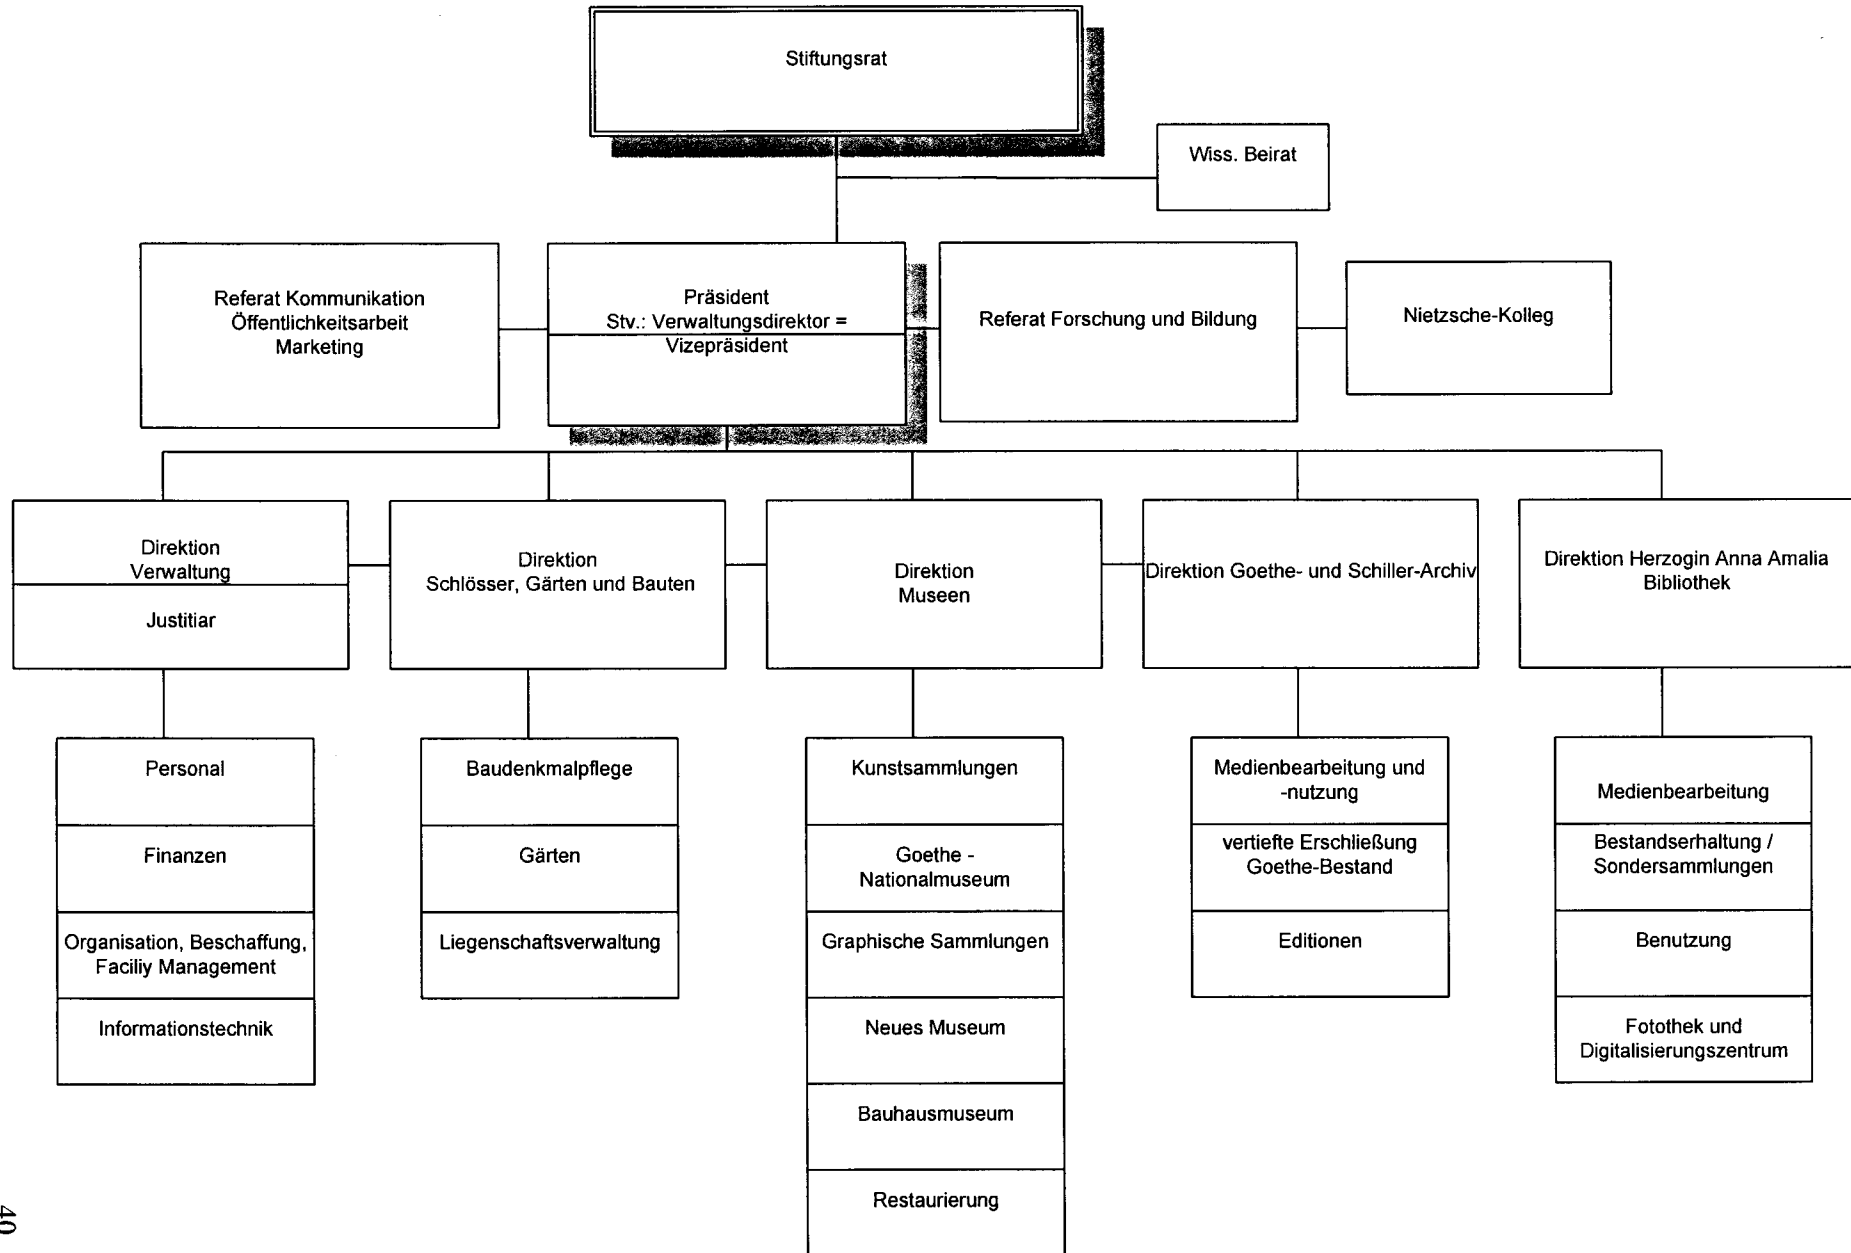 Stiftungsrat
Wiss. Beirat
Referat Kommunikation
Öffentlichkeitsarbeit
Marketing
Präsident
Stv.: Verwaltungsdirektor =
Vizepräsident
Referat Forschung und Bildung
Nietzsche-Kolleg
Direktion
Verwaltung
Justitiar
Direktion
Schlösser, Gärten und Bauten
Direktion
Museen
Direktion Goethe- und Schiller-Archiv
Direktion Herzogin Anna Amalia
Bibliothek
Personal
Finanzen
Organisation, Beschaffung,
Faciliy Management
Informationstechnik
Baudenkmalpflege
Gärten
Liegenschaftsverwaltung
Kunstsammlungen
Goethe -
Nationalmuseum
Graphische Sammlungen
Neues Museum
Bauhausmuseum
Restaurierung
Medienbearbeitung und
-nutzung
vertiefte Erschließung
Goethe-Bestand
Editionen
Medienbearbeitung
Bestandserhaltung /
Sondersammlungen
Benutzung
Fotothek und
Digitalisierungszentrum
40